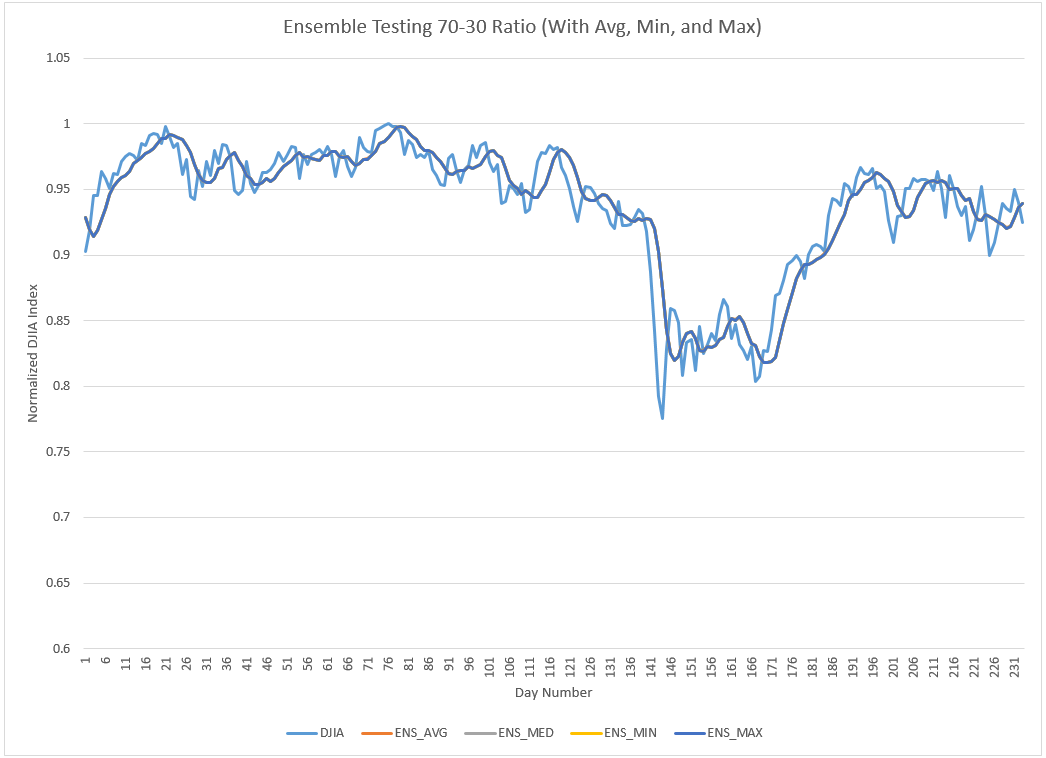 Ensemble Testing 70-30 Ratio (With Avg, Min, and Max)
1.05
1
0.95
0.9
0.85
0.8
0.75
0.7
0.65
0.6
Normalized DJIA Index
1 6 11 16 21 26 31 36 41 46 51 56 61 66 71 76 81 86 91 96 101 106 111 116 121 126 131 136 141 146 151 156 161 166 171 176 181 186 191 196 201 206 211 216 221 226 231
Day Number
DJIA ENS_AVG ENS_MED ENS_MIN ENS_MAX